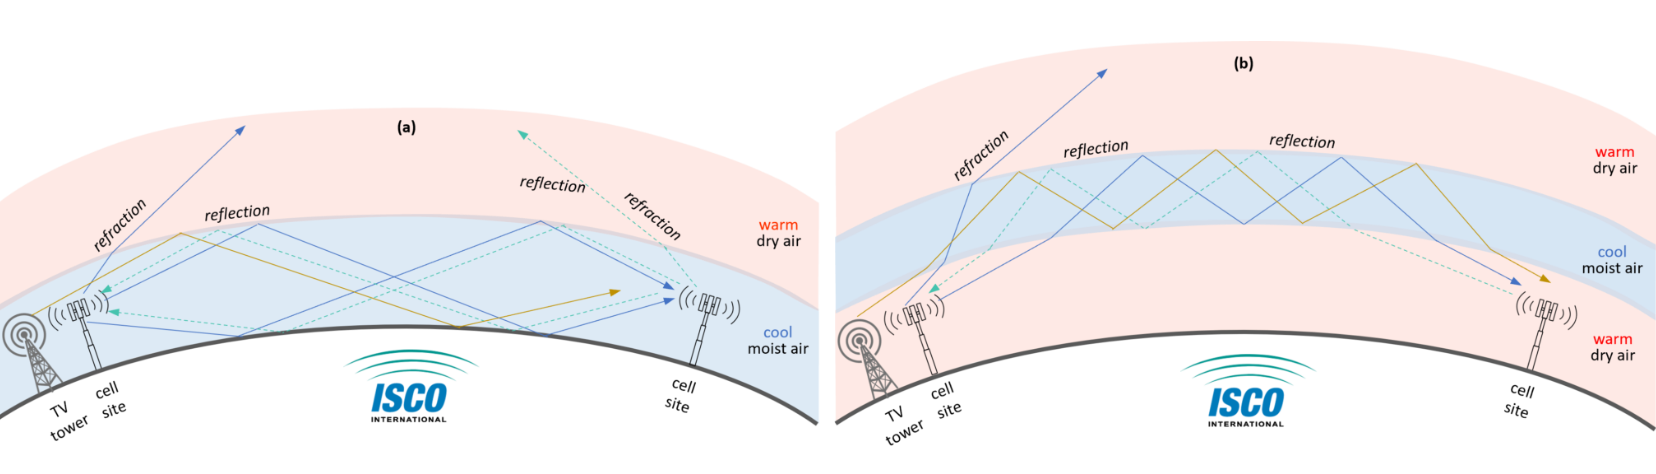 (a)
refraction
reflection
reflection
refraction
warm
dry air
cool
moist air
TV
tower
cell
site
ISCO
INTERNATIONAL
cell
site
(b)
refraction
reflection
reflection
warm
dry air
cool
moist air
warm
dry air
TV
tower
cell
site
ISCO
INTERNATIONAL
cell
site